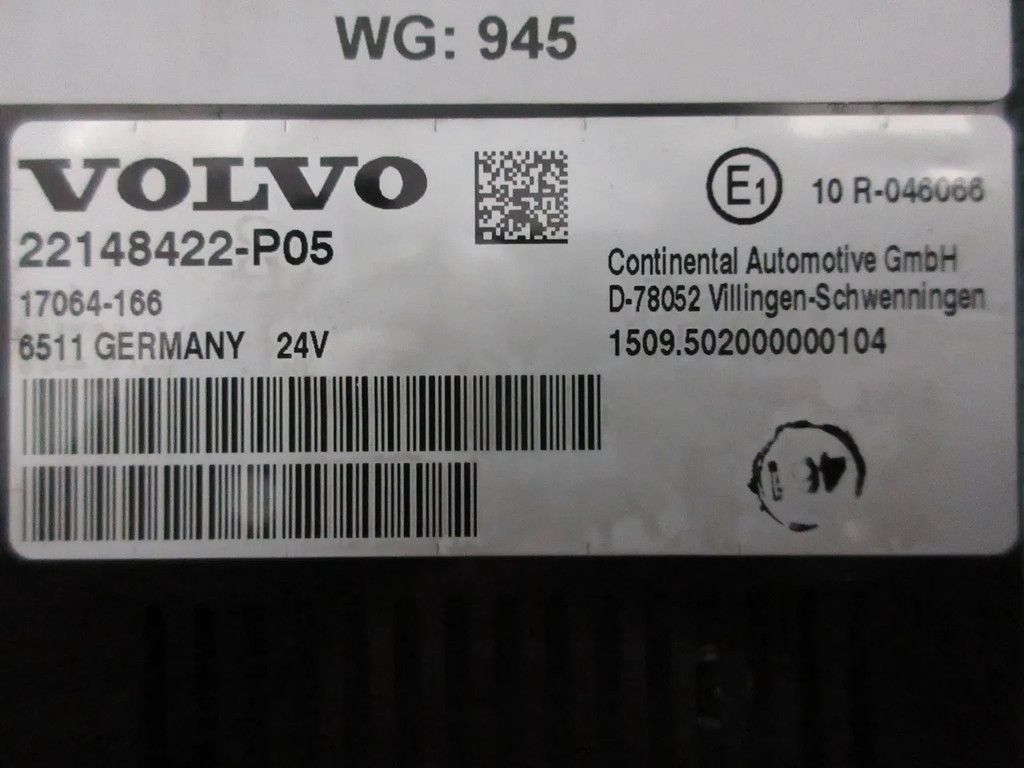 WG: 945
VOLVO
22148422-P05
17064-166
6511 GERMANY 24V
E1 10 R-046066
Continental Automotive GmbH
D-78052 Villingen-Schwenningen
1509.502000000104